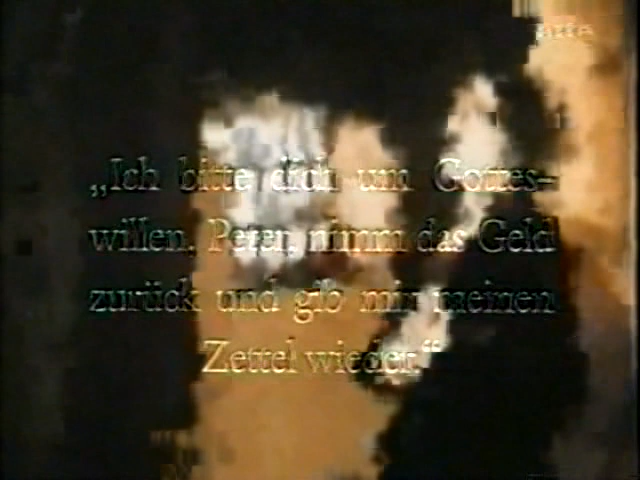 arte
„Ich bitte dich um Gottes-
willen, Peter, nimm das Geld
zurück und gib mir meinen
Zettel wieder.“